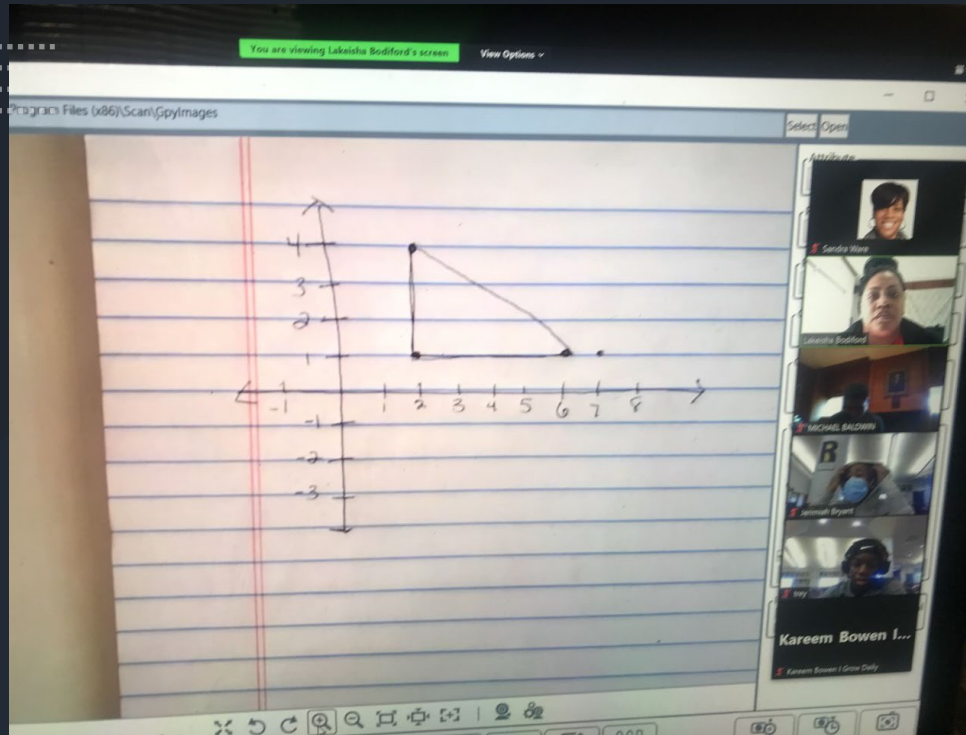 You are viewing Lakeisha Bodiford's screen View Options
Program Files (x86)\Scan\GpyImages
Select Open
Attribute
Sandra Ware
Lakeisha Bodiford
MICHAEL BALDWIN
R
Jeremiah Bryant
trey
Kareem Bowen I...
Kareem Bowen I Grow Daily
4
3
2
1
-1 1 2 3 4 5 6 7 8
-1
-2
-3